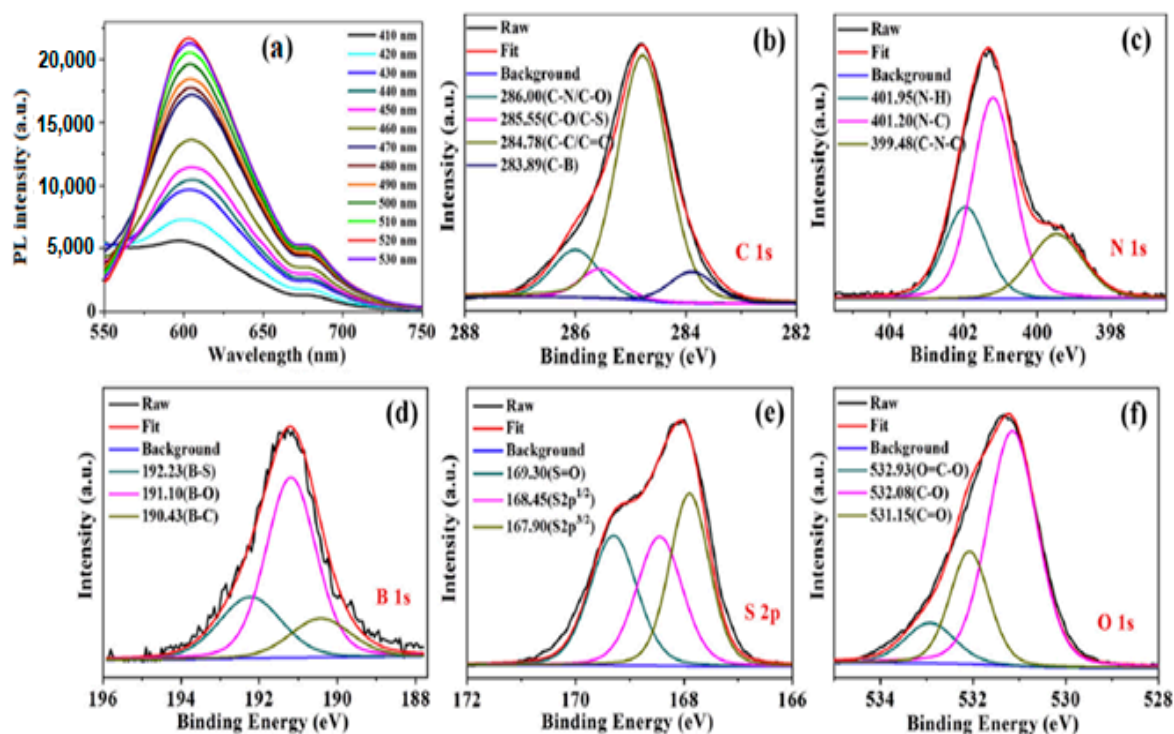 (a)
410 nm
420 nm
430 nm
440 nm
450 nm
460 nm
470 nm
480 nm
490 nm
500 nm
510 nm
520 nm
530 nm
PL intensity (a.u.)
20,000
15,000
10,000
5,000
0
550 600 650 700 750
Wavelength (nm)
(b)
Raw
Fit
Background
286.00(C-N/C-O)
285.55(C-O/C-S)
284.78(C-C/C=C)
283.89(C-B)
C 1s
Intensity (a.u.)
288 286 284 282
Binding Energy (eV)
(c)
Raw
Fit
Background
401.95(N-H)
401.20(N-C)
399.48(C-N-C)
N 1s
Intensity(a.u.)
404 402 400 398
Binding Energy (eV)
(d)
Raw
Fit
Background
192.23(B-S)
191.10(B-O)
190.43(B-C)
B 1s
Intensity (a.u.)
196 194 192 190 188
Binding Energy (eV)
(e)
Raw
Fit
Background
169.30(S=O)
168.45(S2p1/2)
167.90(S2p3/2)
S 2p
Intensity (a.u.)
172 170 168 166
Binding Energy (eV)
(f)
Raw
Fit
Background
532.93(O=C-O)
532.08(C-O)
531.15(C=O)
O 1s
Intensity(a.u.)
534 532 530 528
Binding Energy (eV)